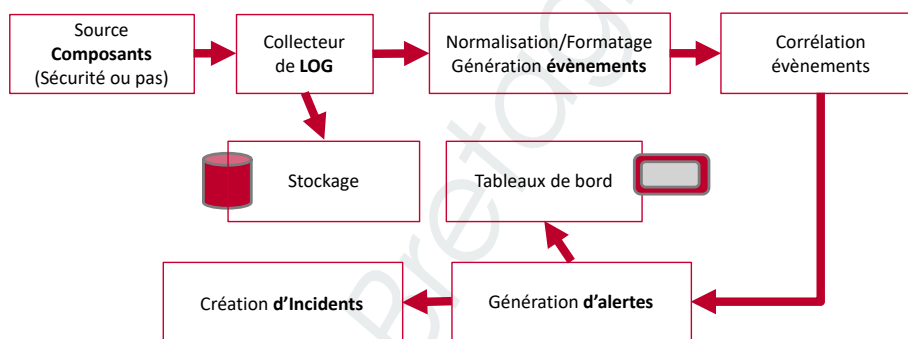 Source
Composants
(Sécurité ou pas)
Collecteur
de LOG
Normalisation/Formatage
Génération évènements
Corrélation
évènements
Stockage
Tableaux de bord
Création d'Incidents
Génération d'alertes